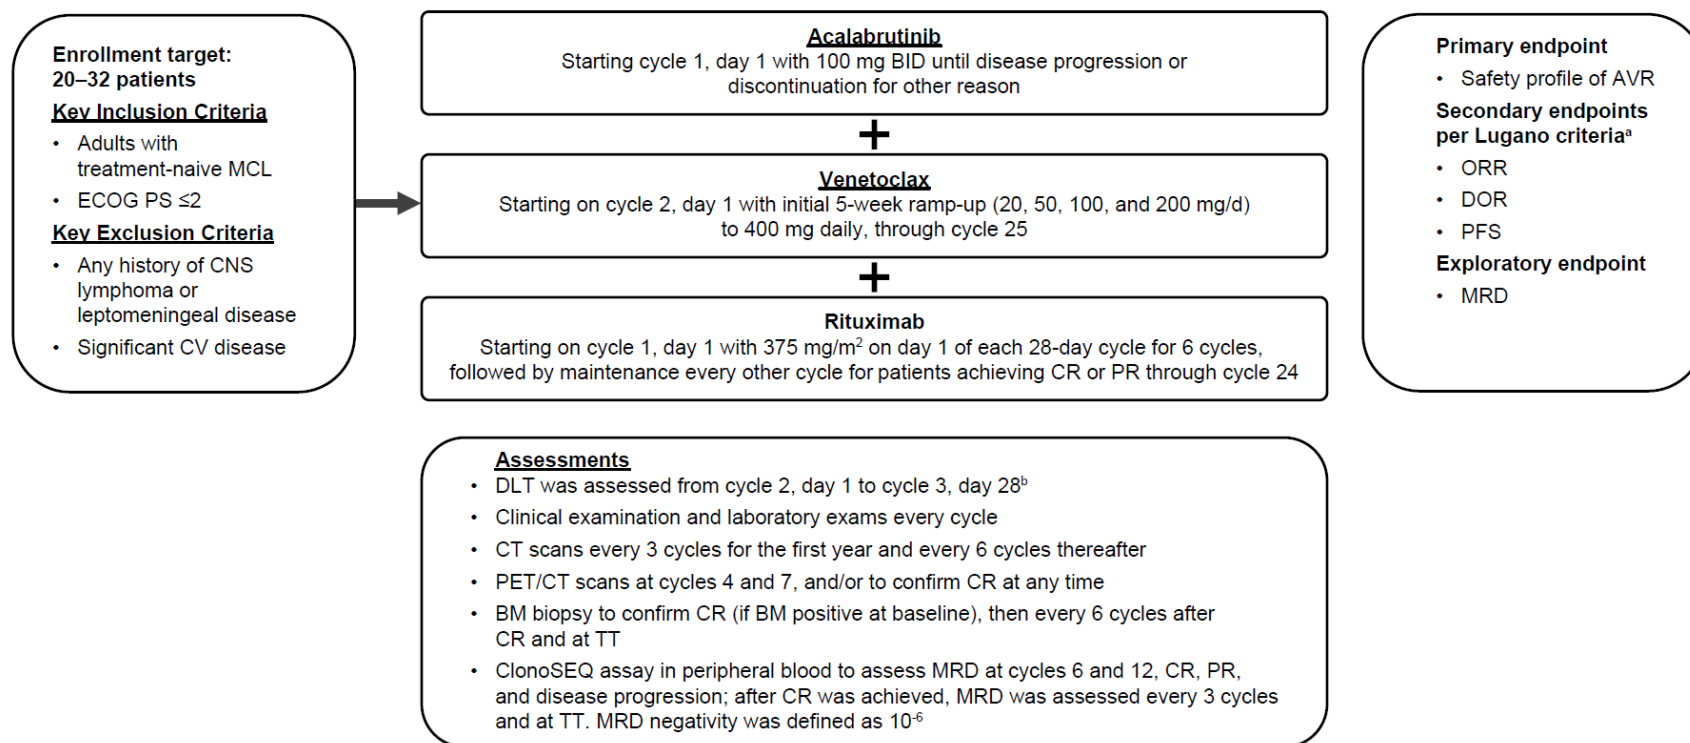 Enrollment target:
20–32 patients
Key Inclusion Criteria
• Adults with
treatment-naive MCL
• ECOG PS ≤2
Key Exclusion Criteria
• Any history of CNS
lymphoma or
leptomeningeal disease
• Significant CV disease
Acalabrutinib
Starting cycle 1, day 1 with 100 mg BID until disease progression or
discontinuation for other reason
+
Venetoclax
Starting on cycle 2, day 1 with initial 5-week ramp-up (20, 50, 100, and 200 mg/d)
to 400 mg daily, through cycle 25
+
Rituximab
Starting on cycle 1, day 1 with 375 mg/m² on day 1 of each 28-day cycle for 6 cycles,
followed by maintenance every other cycle for patients achieving CR or PR through cycle 24
Primary endpoint
• Safety profile of AVR
Secondary endpoints
per Lugano criteriaᵃ
• ORR
• DOR
• PFS
Exploratory endpoint
• MRD
Assessments
• DLT was assessed from cycle 2, day 1 to cycle 3, day 28ᵇ
• Clinical examination and laboratory exams every cycle
• CT scans every 3 cycles for the first year and every 6 cycles thereafter
• PET/CT scans at cycles 4 and 7, and/or to confirm CR at any time
• BM biopsy to confirm CR (if BM positive at baseline), then every 6 cycles after
CR and at TT
• ClonoSEQ assay in peripheral blood to assess MRD at cycles 6 and 12, CR, PR,
and disease progression; after CR was achieved, MRD was assessed every 3 cycles
and at TT. MRD negativity was defined as 10⁻⁶